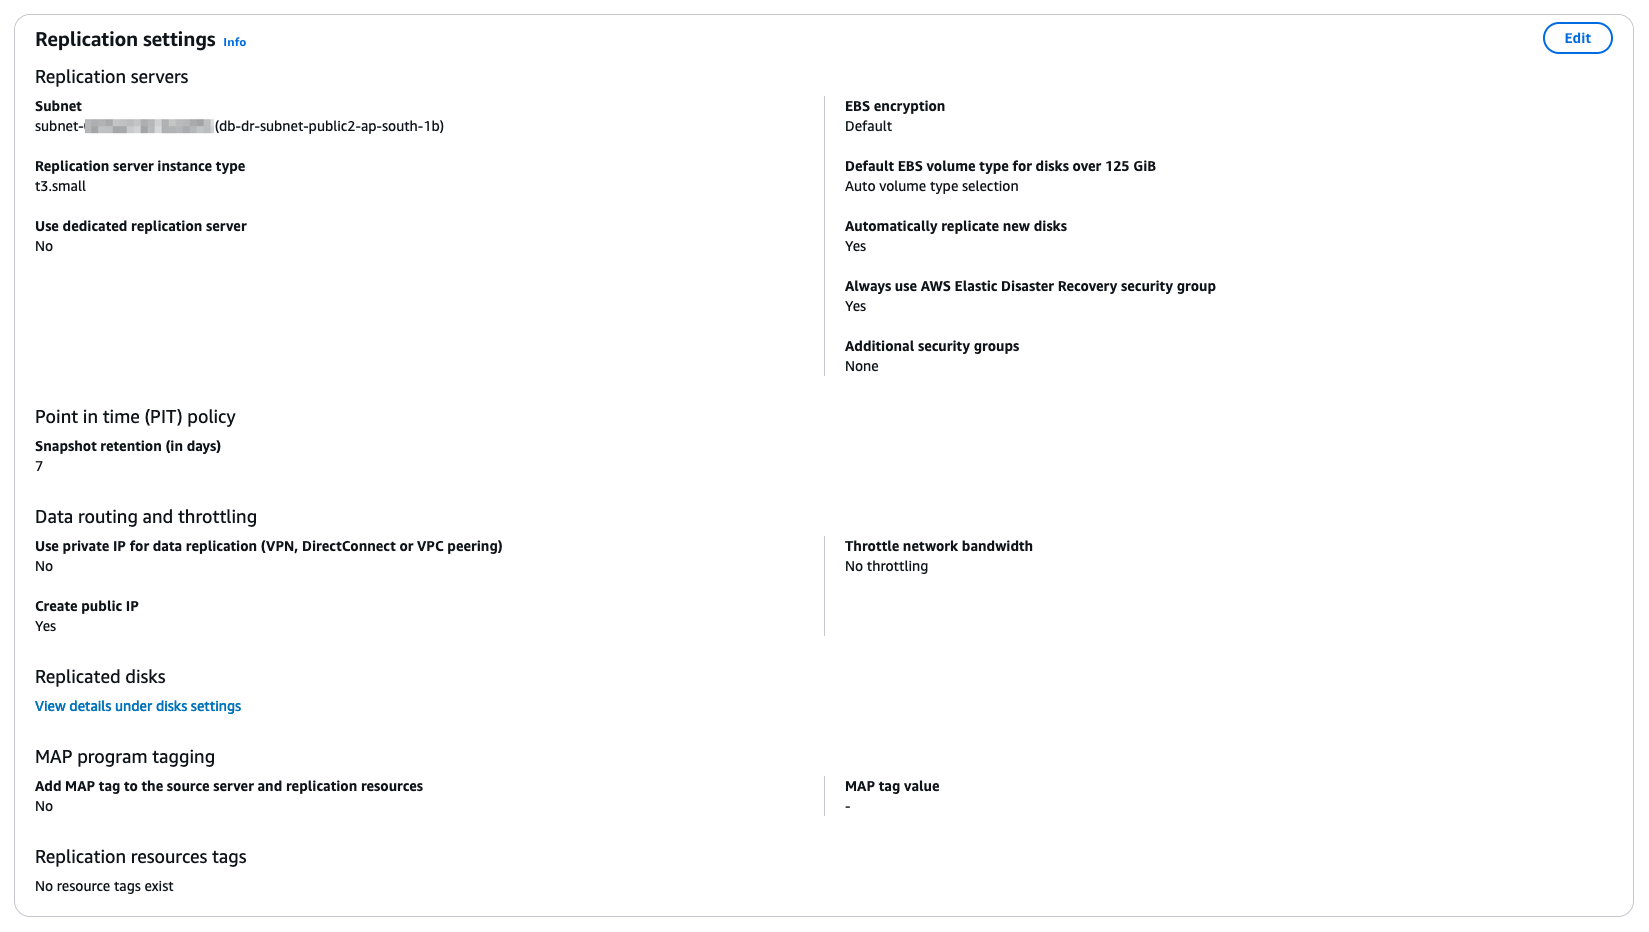 Replication settings Info
Edit
Replication servers
Subnet
subnet- (db-dr-subnet-public2-ap-south-1b)
Replication server instance type
t3.small
Use dedicated replication server
No
EBS encryption
Default
Default EBS volume type for disks over 125 GiB
Auto volume type selection
Automatically replicate new disks
Yes
Always use AWS Elastic Disaster Recovery security group
Yes
Additional security groups
None
Point in time (PIT) policy
Snapshot retention (in days)
7
Data routing and throttling
Use private IP for data replication (VPN, DirectConnect or VPC peering)
No
Create public IP
Yes
Throttle network bandwidth
No throttling
Replicated disks
View details under disks settings
MAP program tagging
Add MAP tag to the source server and replication resources
No
MAP tag value
-
Replication resources tags
No resource tags exist